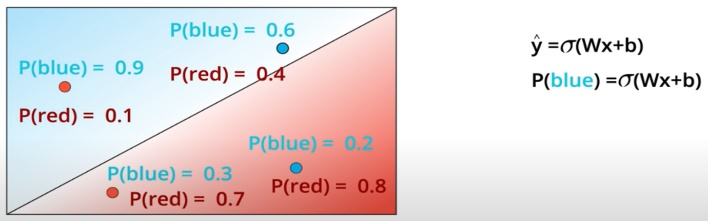 P(blue) = 0.6
P(blue) = 0.9
P(red) = 0.4
P(red) = 0.1
P(blue) = 0.2
P(blue) = 0.3
P(red) = 0.8
P(red) = 0.7
ŷ =σ(Wx+b)
P(blue) =σ(Wx+b)